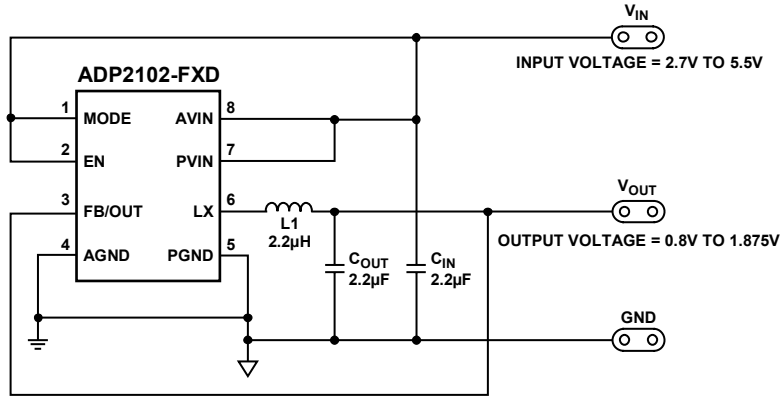 V_IN
INPUT VOLTAGE = 2.7V TO 5.5V
ADP2102-FXD
1 MODE AVIN 8
2 EN PVIN 7
3 FB/OUT LX 6
4 AGND PGND 5
L1
2.2µH
V_OUT
OUTPUT VOLTAGE = 0.8V TO 1.875V
C_OUT
2.2µF
C_IN
2.2µF
GND